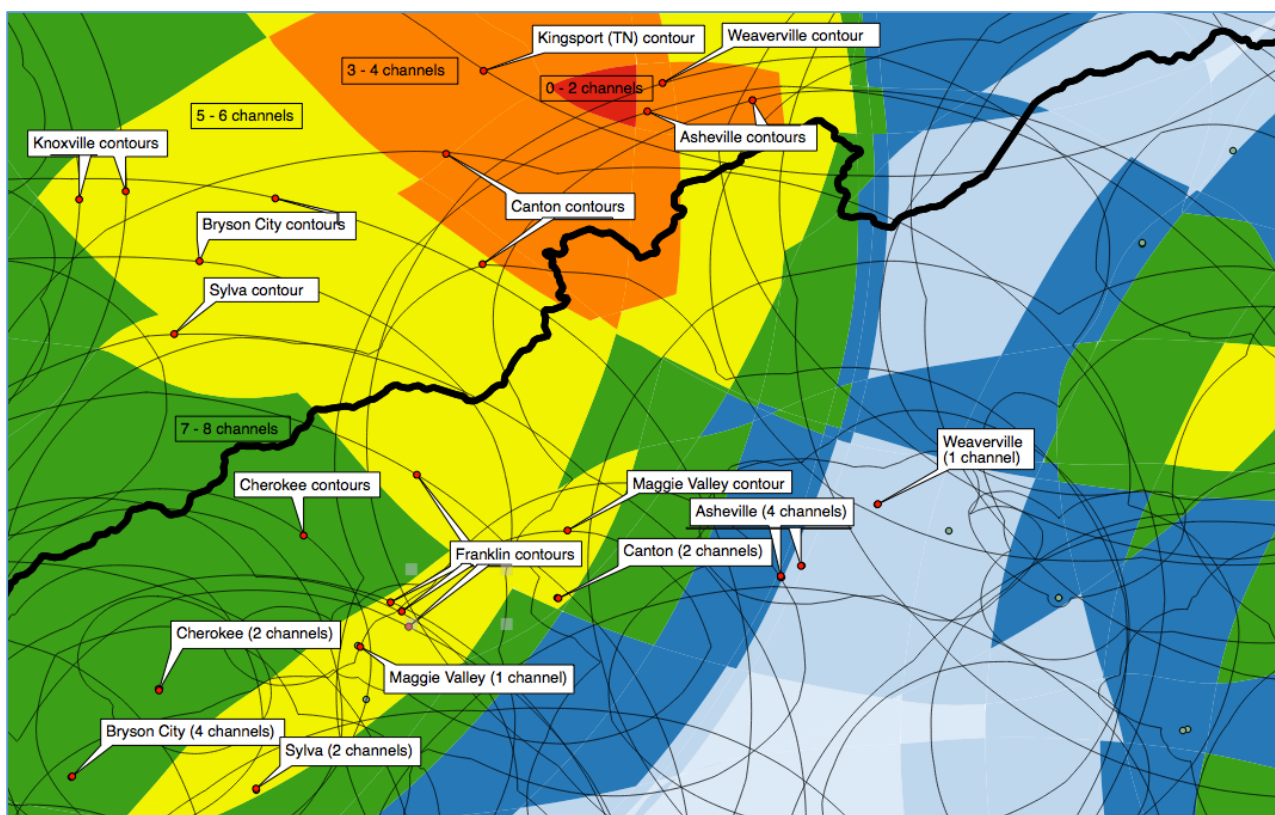 Kingsport (TN) contour
Weaverville contour
3 - 4 channels
0 - 2 channels
5 - 6 channels
Asheville contours
Knoxville contours
Canton contours
Bryson City contours
Sylva contour
7 - 8 channels
Weaverville
(1 channel)
Cherokee contours
Maggie Valley contour
Asheville (4 channels)
Franklin contours
Canton (2 channels)
Cherokee (2 channels)
Maggie Valley (1 channel)
Bryson City (4 channels)
Sylva (2 channels)